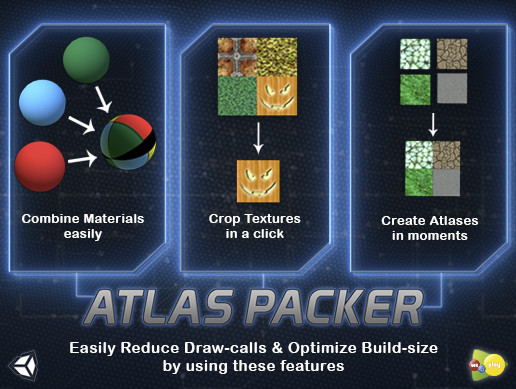 Combine Materials
easily
Crop Textures
in a click
Create Atlases
in moments
ATLAS PACKER
Easily Reduce Draw-calls & Optimize Build-size
by using these features
play